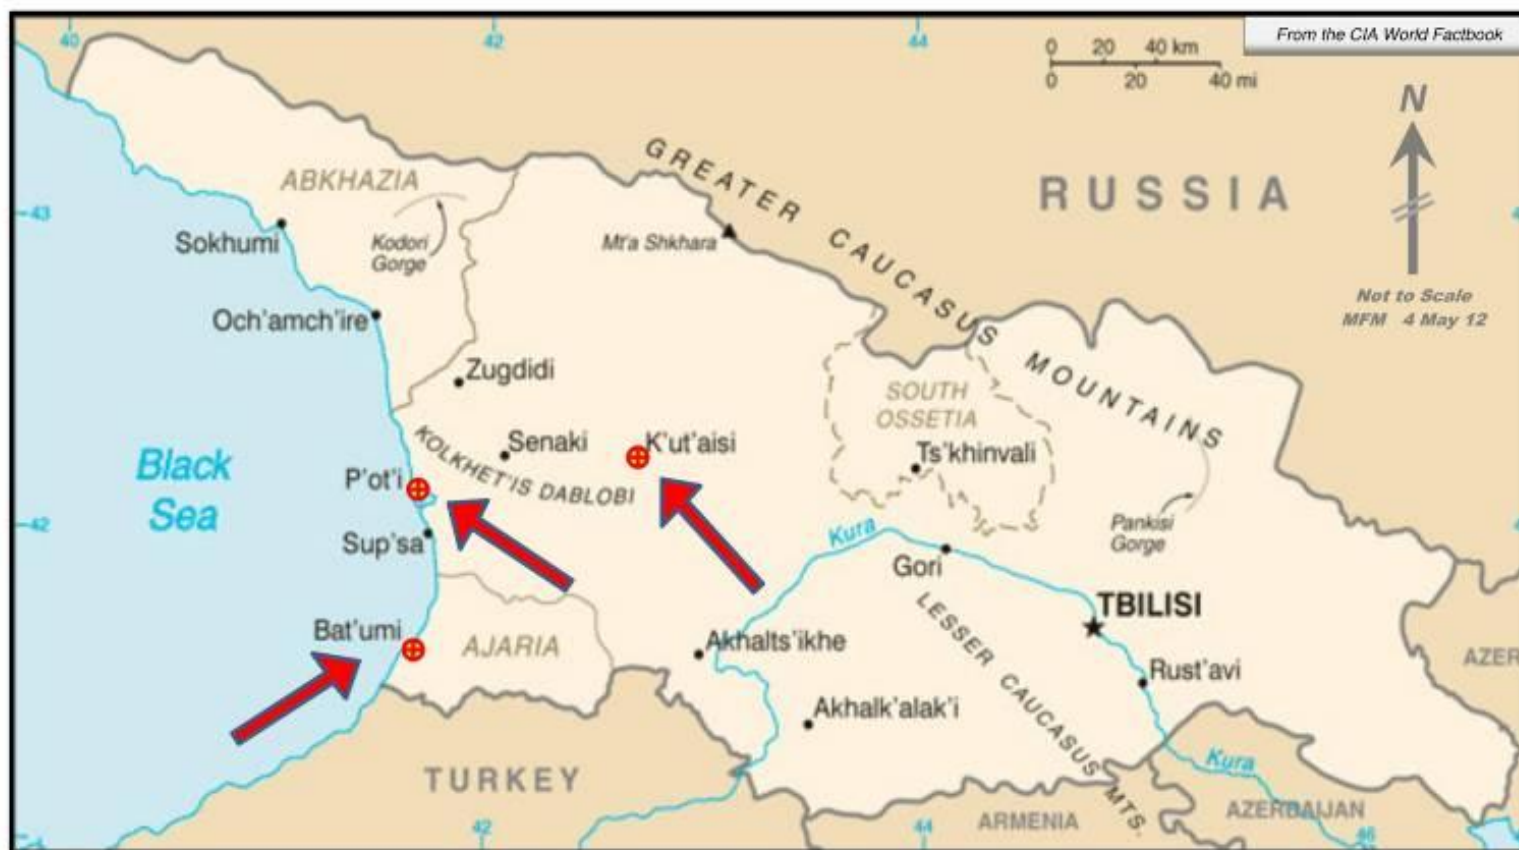 40
42
44
From the CIA World Factbook
0 20 40 km
0 20 40 mi
N
Not to Scale
MFM 4 May 12
GREATER CAUCASUS MOUNTAINS
RUSSIA
ABKHAZIA
43
Sokhumi
Kodori
Gorge
Mt'a Shkhara
Och'amch'ire
Zugdidi
SOUTH
OSSETIA
Senaki
K'ut'aisi
Ts'khinvali
KOLKHET'IS DABLOBI
Black
Sea
P'ot'i
42
Sup'sa
Kura
Gori
Pankisi
Gorge
TBILISI
Bat'umi
AJARIA
Akhalts'ikhe
LESSER CAUCASUS MTS.
Rust'avi
AZER
Akhalk'alak'i
TURKEY
Kura
ARMENIA
AZERBAIJAN
42
44
46